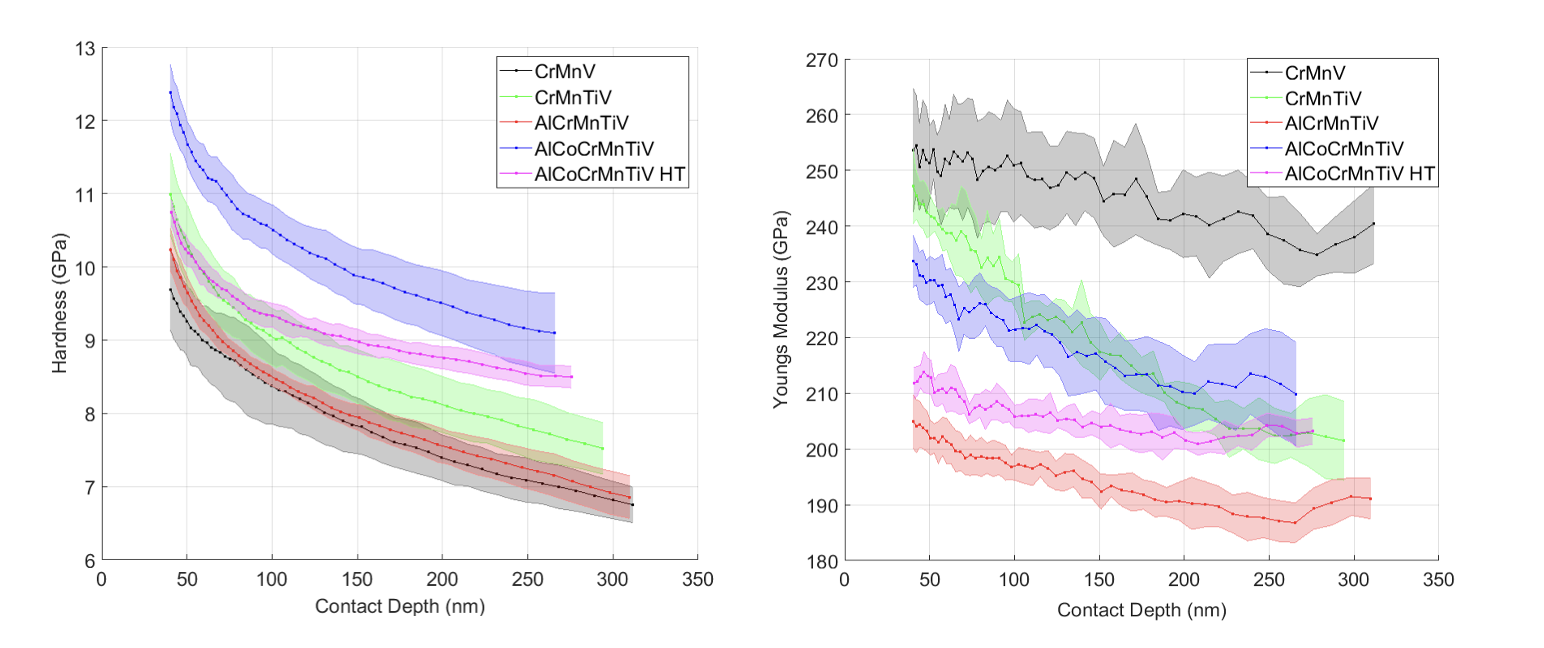 13
12
11
10
9
8
7
6
0 50 100 150 200 250 300 350
Hardness (GPa)
Contact Depth (nm)
CrMnV
CrMnTiV
AlCrMnTiV
AlCoCrMnTiV
AlCoCrMnTiV HT
270
260
250
240
230
220
210
200
190
180
0 50 100 150 200 250 300 350
Youngs Modulus (GPa)
Contact Depth (nm)
CrMnV
CrMnTiV
AlCrMnTiV
AlCoCrMnTiV
AlCoCrMnTiV HT